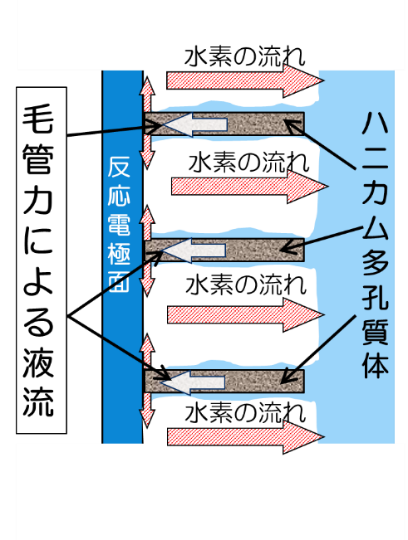 水素の流れ
毛管力による液流
反応電極面
ハニカム多孔質体
水素の流れ
水素の流れ
水素の流れ